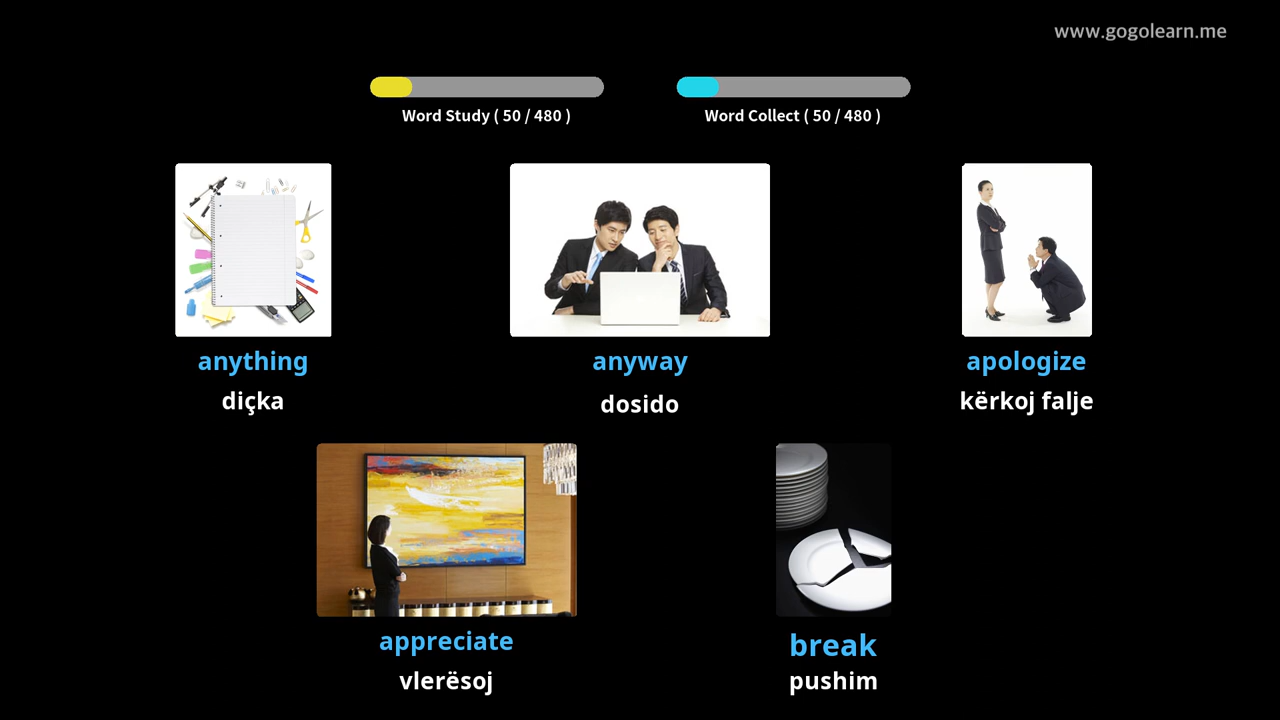 www.gogolearn.me
Word Study ( 50 / 480 )
Word Collect ( 50 / 480 )
anything
diçka
anyway
dosido
apologize
kërkoj falje
appreciate
vlerësoj
break
pushim